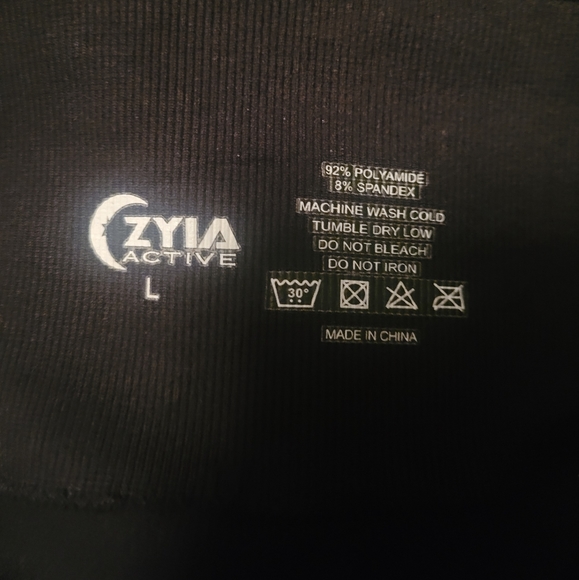 ZYIA
ACTIVE
L
92% POLYAMIDE
8% SPANDEX
MACHINE WASH COLD
TUMBLE DRY LOW
DO NOT BLEACH
DO NOT IRON
30°
MADE IN CHINA